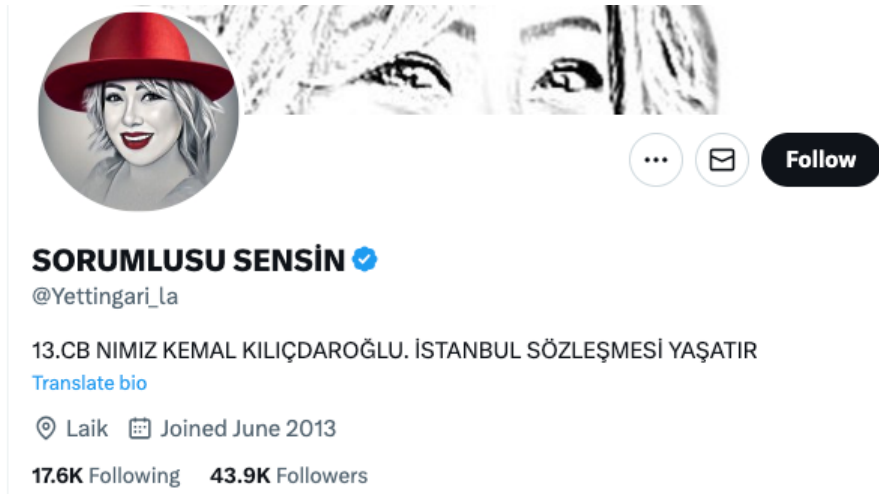 Follow
SORUMLUSU SENSİN
@Yettingari_la
13.CB NIMIZ KEMAL KILIÇDAROĞLU. İSTANBUL SÖZLEŞMESİ YAŞATIR
Translate bio
Laik Joined June 2013
17.6K Following 43.9K Followers